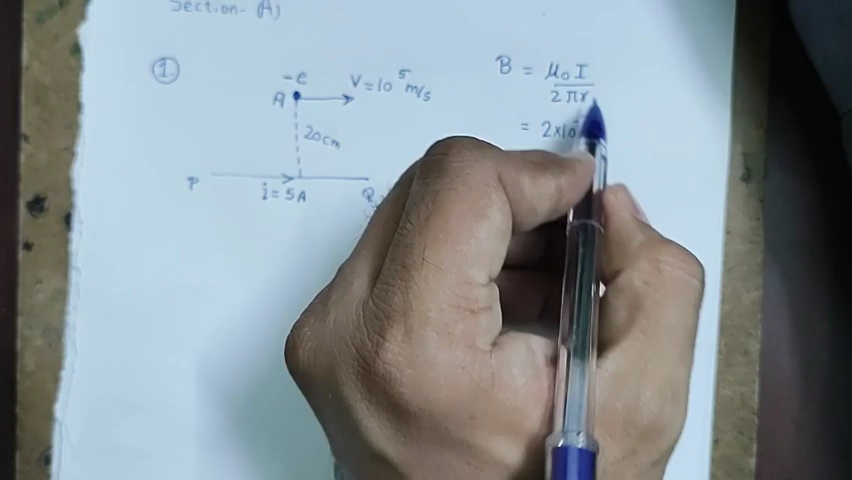 Section- (A)
1.
-e
A
V = 10⁵ m/s
20cm
P
i = 5A
Q
B = μ₀ I
2πr
= 2×10